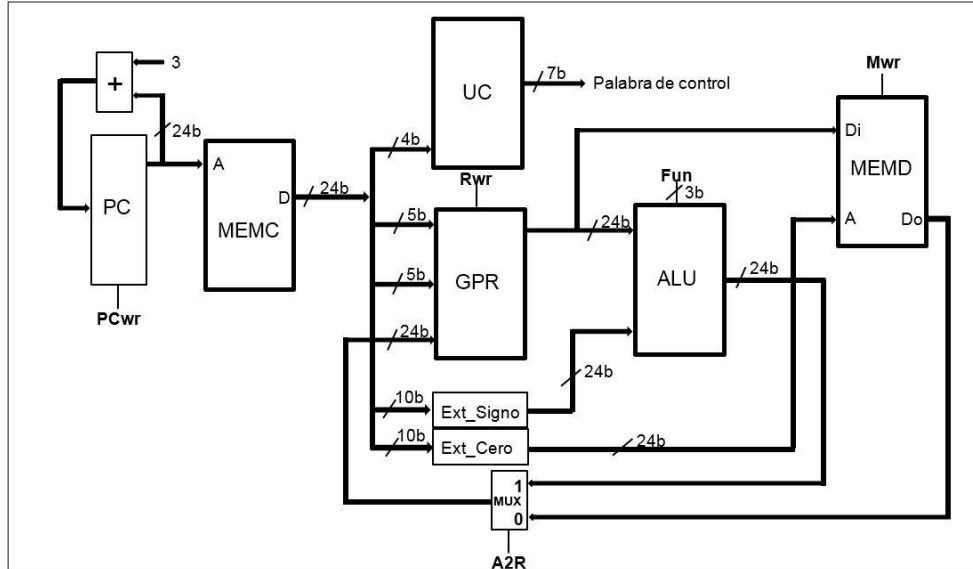 3
+
24b
PC
PCwr
A
D
MEMC
24b
UC
7b
Palabra de control
4b
Rwr
5b
5b
24b
GPR
24b
Fun
3b
ALU
24b
Mwr
Di
MEMD
A
Do
24b
10b
Ext_Signo
10b
Ext_Cero
24b
1
MUX
0
A2R